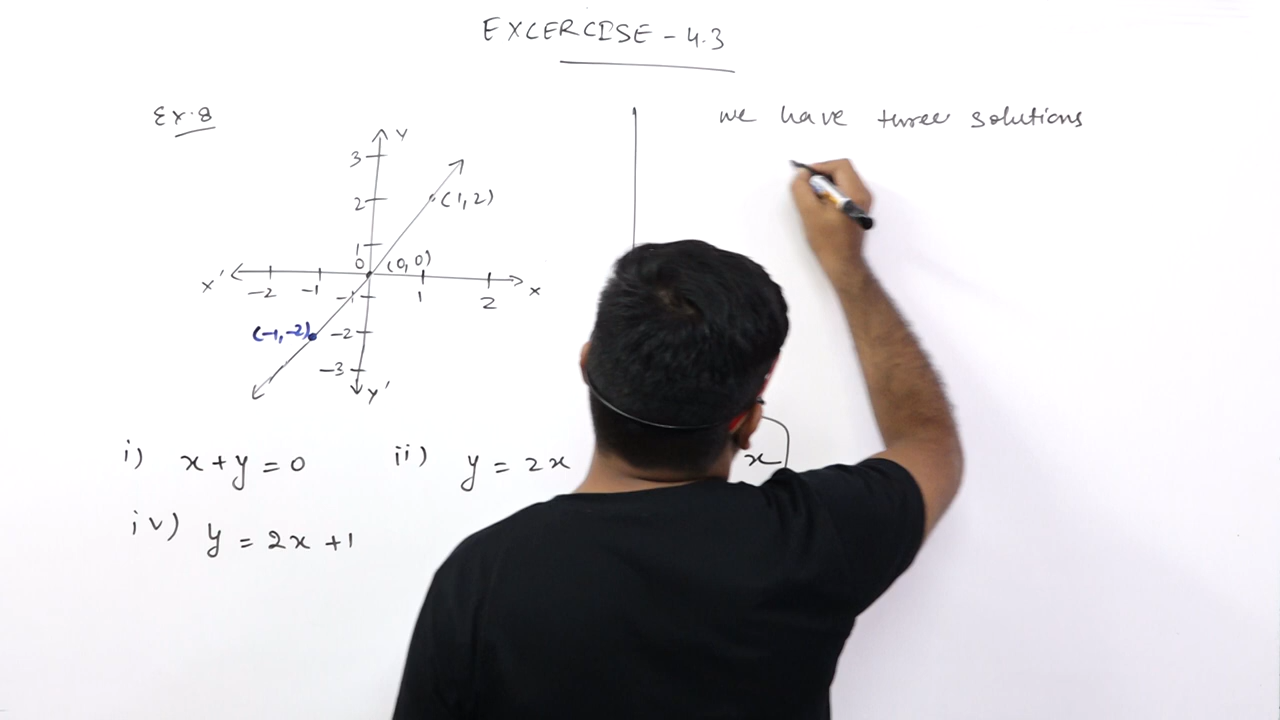 EXCERCISE - 4.3
Ex.8
Y
3
2
(1,2)
1
0
(0,0)
X'
-2
-1
1
2
X
-1
(-1,-2)
-2
-3
Y'
i) x+y=0
ii) y=2x
x
iv) y=2x+1
we have three solutions